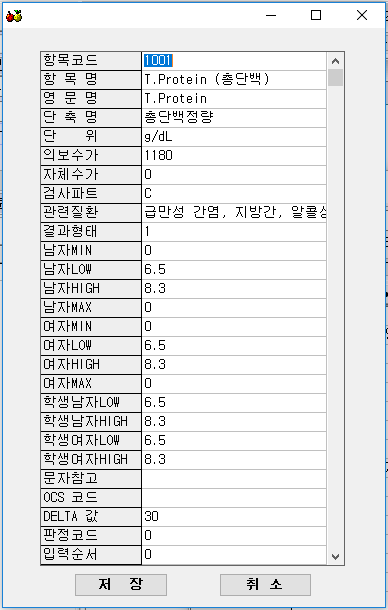 항목코드 1001
항 목 명 T.Protein (총단백)
영 문 명 T.Protein
단 축 명 총단백정량
단 위 g/dL
의보수가 1180
자체수가 0
검사파트 C
관련질환 급만성 간염, 지방간, 알콜성
결과형태 1
남자MIN 0
남자LOW 6.5
남자HIGH 8.3
남자MAX 0
여자MIN 0
여자LOW 6.5
여자HIGH 8.3
여자MAX 0
학생남자LOW 6.5
학생남자HIGH 8.3
학생여자LOW 6.5
학생여자HIGH 8.3
문자참고
OCS 코드
DELTA 값 30
판정코드 0
입력순서 0
저 장 취 소